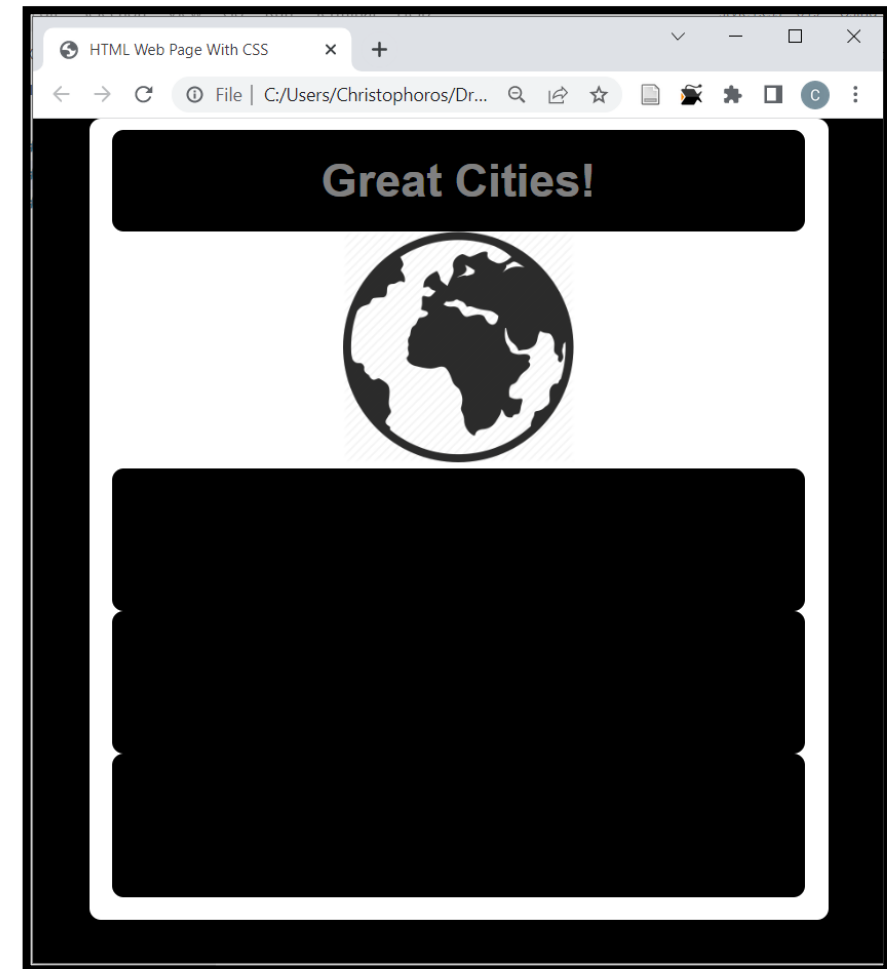 HTML Web Page With CSS
File | C:/Users/Christophoros/Dr...
C
Great Cities!